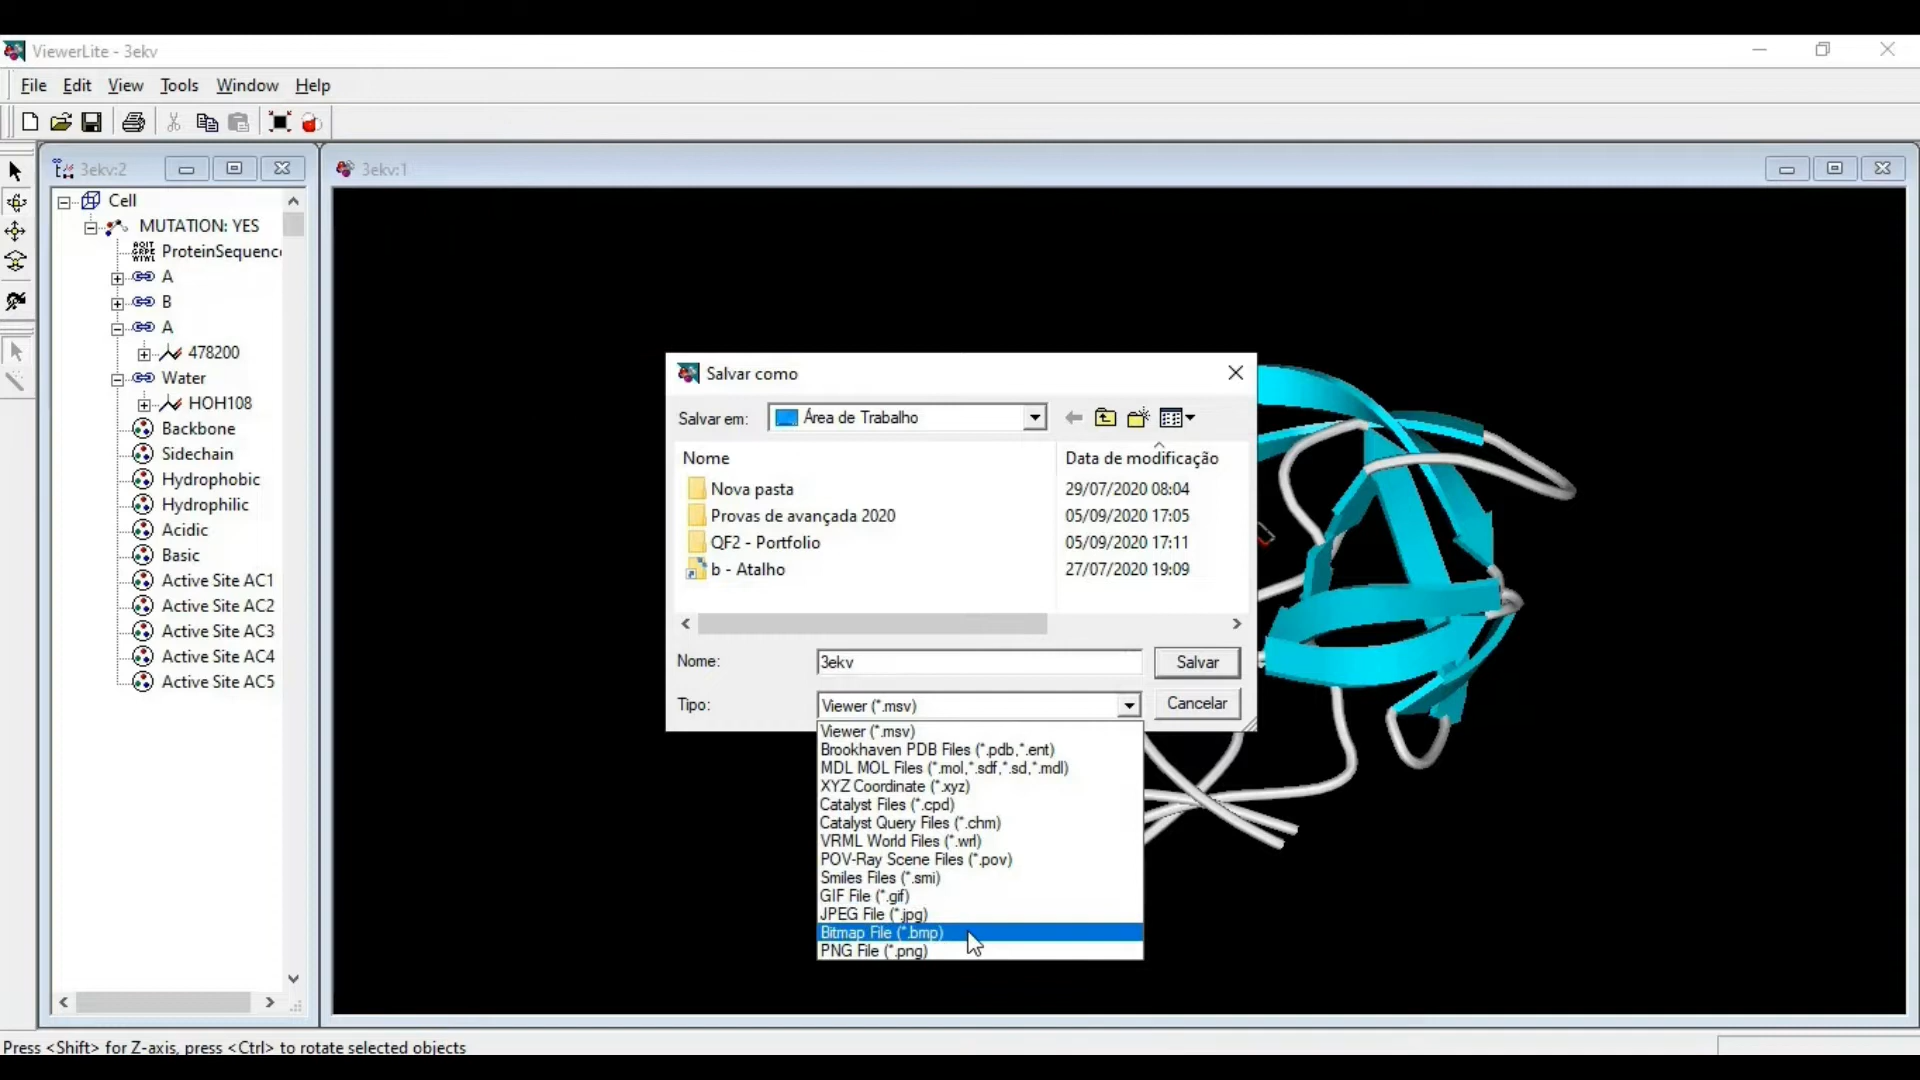 ViewerLite - 3ekv
File Edit View Tools Window Help
3ekv:2
3ekv:1
Cell
MUTATION: YES
ProteinSequenc
A
B
A
478200
Water
HOH108
Backbone
Sidechain
Hydrophobic
Hydrophilic
Acidic
Basic
Active Site AC1
Active Site AC2
Active Site AC3
Active Site AC4
Active Site AC5
Salvar como
Salvar em: Área de Trabalho
Nome Data de modificação
Nova pasta 29/07/2020 08:04
Provas de avançada 2020 05/09/2020 17:05
QF2 - Portfolio 05/09/2020 17:11
b - Atalho 27/07/2020 19:09
Nome: 3ekv Salvar
Tipo: Viewer (*.msv) Cancelar
Viewer (*.msv)
Brookhaven PDB Files (*.pdb,*.ent)
MDL MOL Files (*.mol,*.sdf,*.sd,*.mdl)
XYZ Coordinate (*.xyz)
Catalyst Files (*.cpd)
Catalyst Query Files (*.chm)
VRML World Files (*.wrl)
POV-Ray Scene Files (*.pov)
Smiles Files (*.smi)
GIF File (*.gif)
JPEG File (*.jpg)
Bitmap File (*.bmp)
PNG File (*.png)
Press <Shift> for Z-axis, press <Ctrl> to rotate selected objects